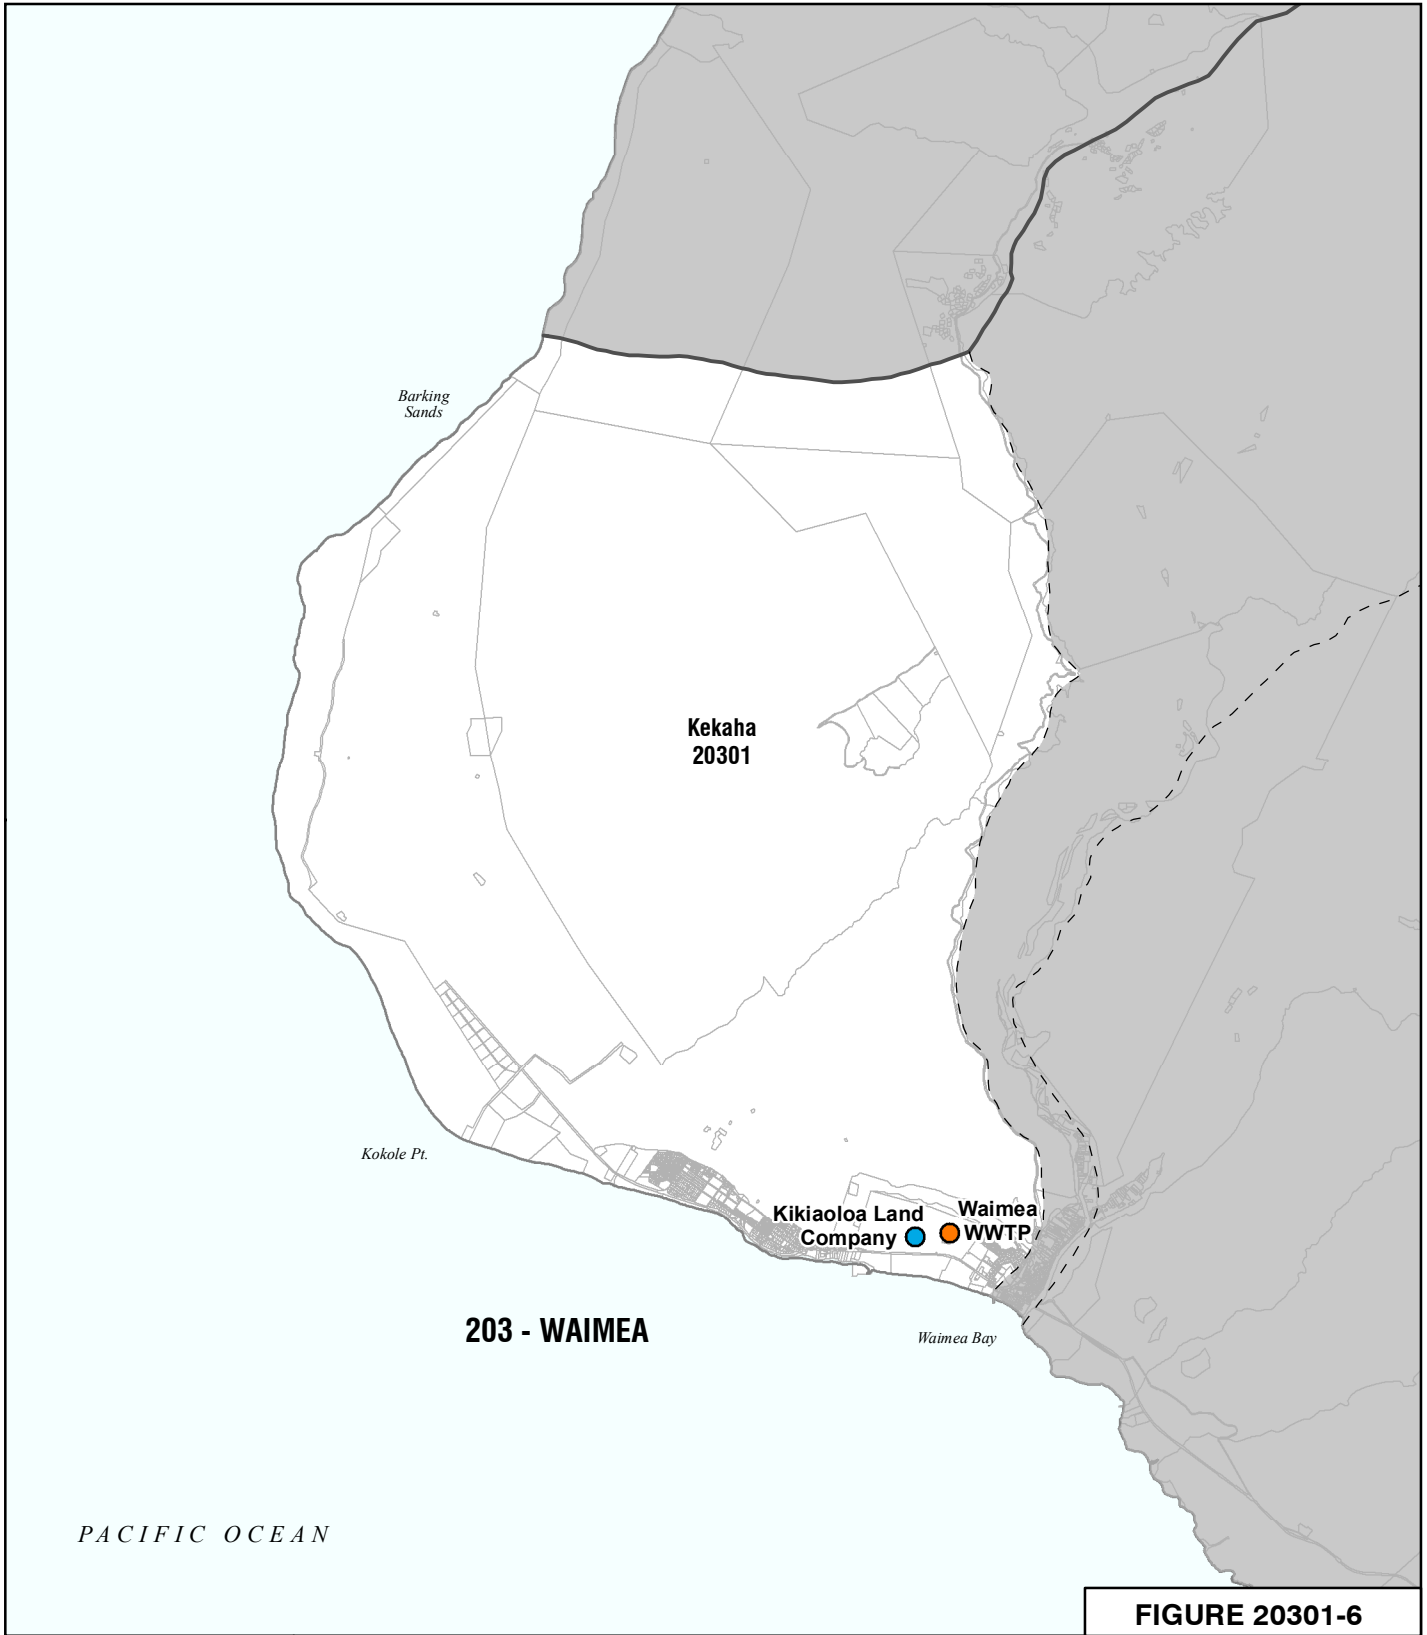 Barking
Sands
Kekaha
20301
Kokole Pt.
Kikiaoloa Land
Company
Waimea
WWTP
203 - WAIMEA
Waimea Bay
PACIFIC OCEAN
FIGURE 20301-6